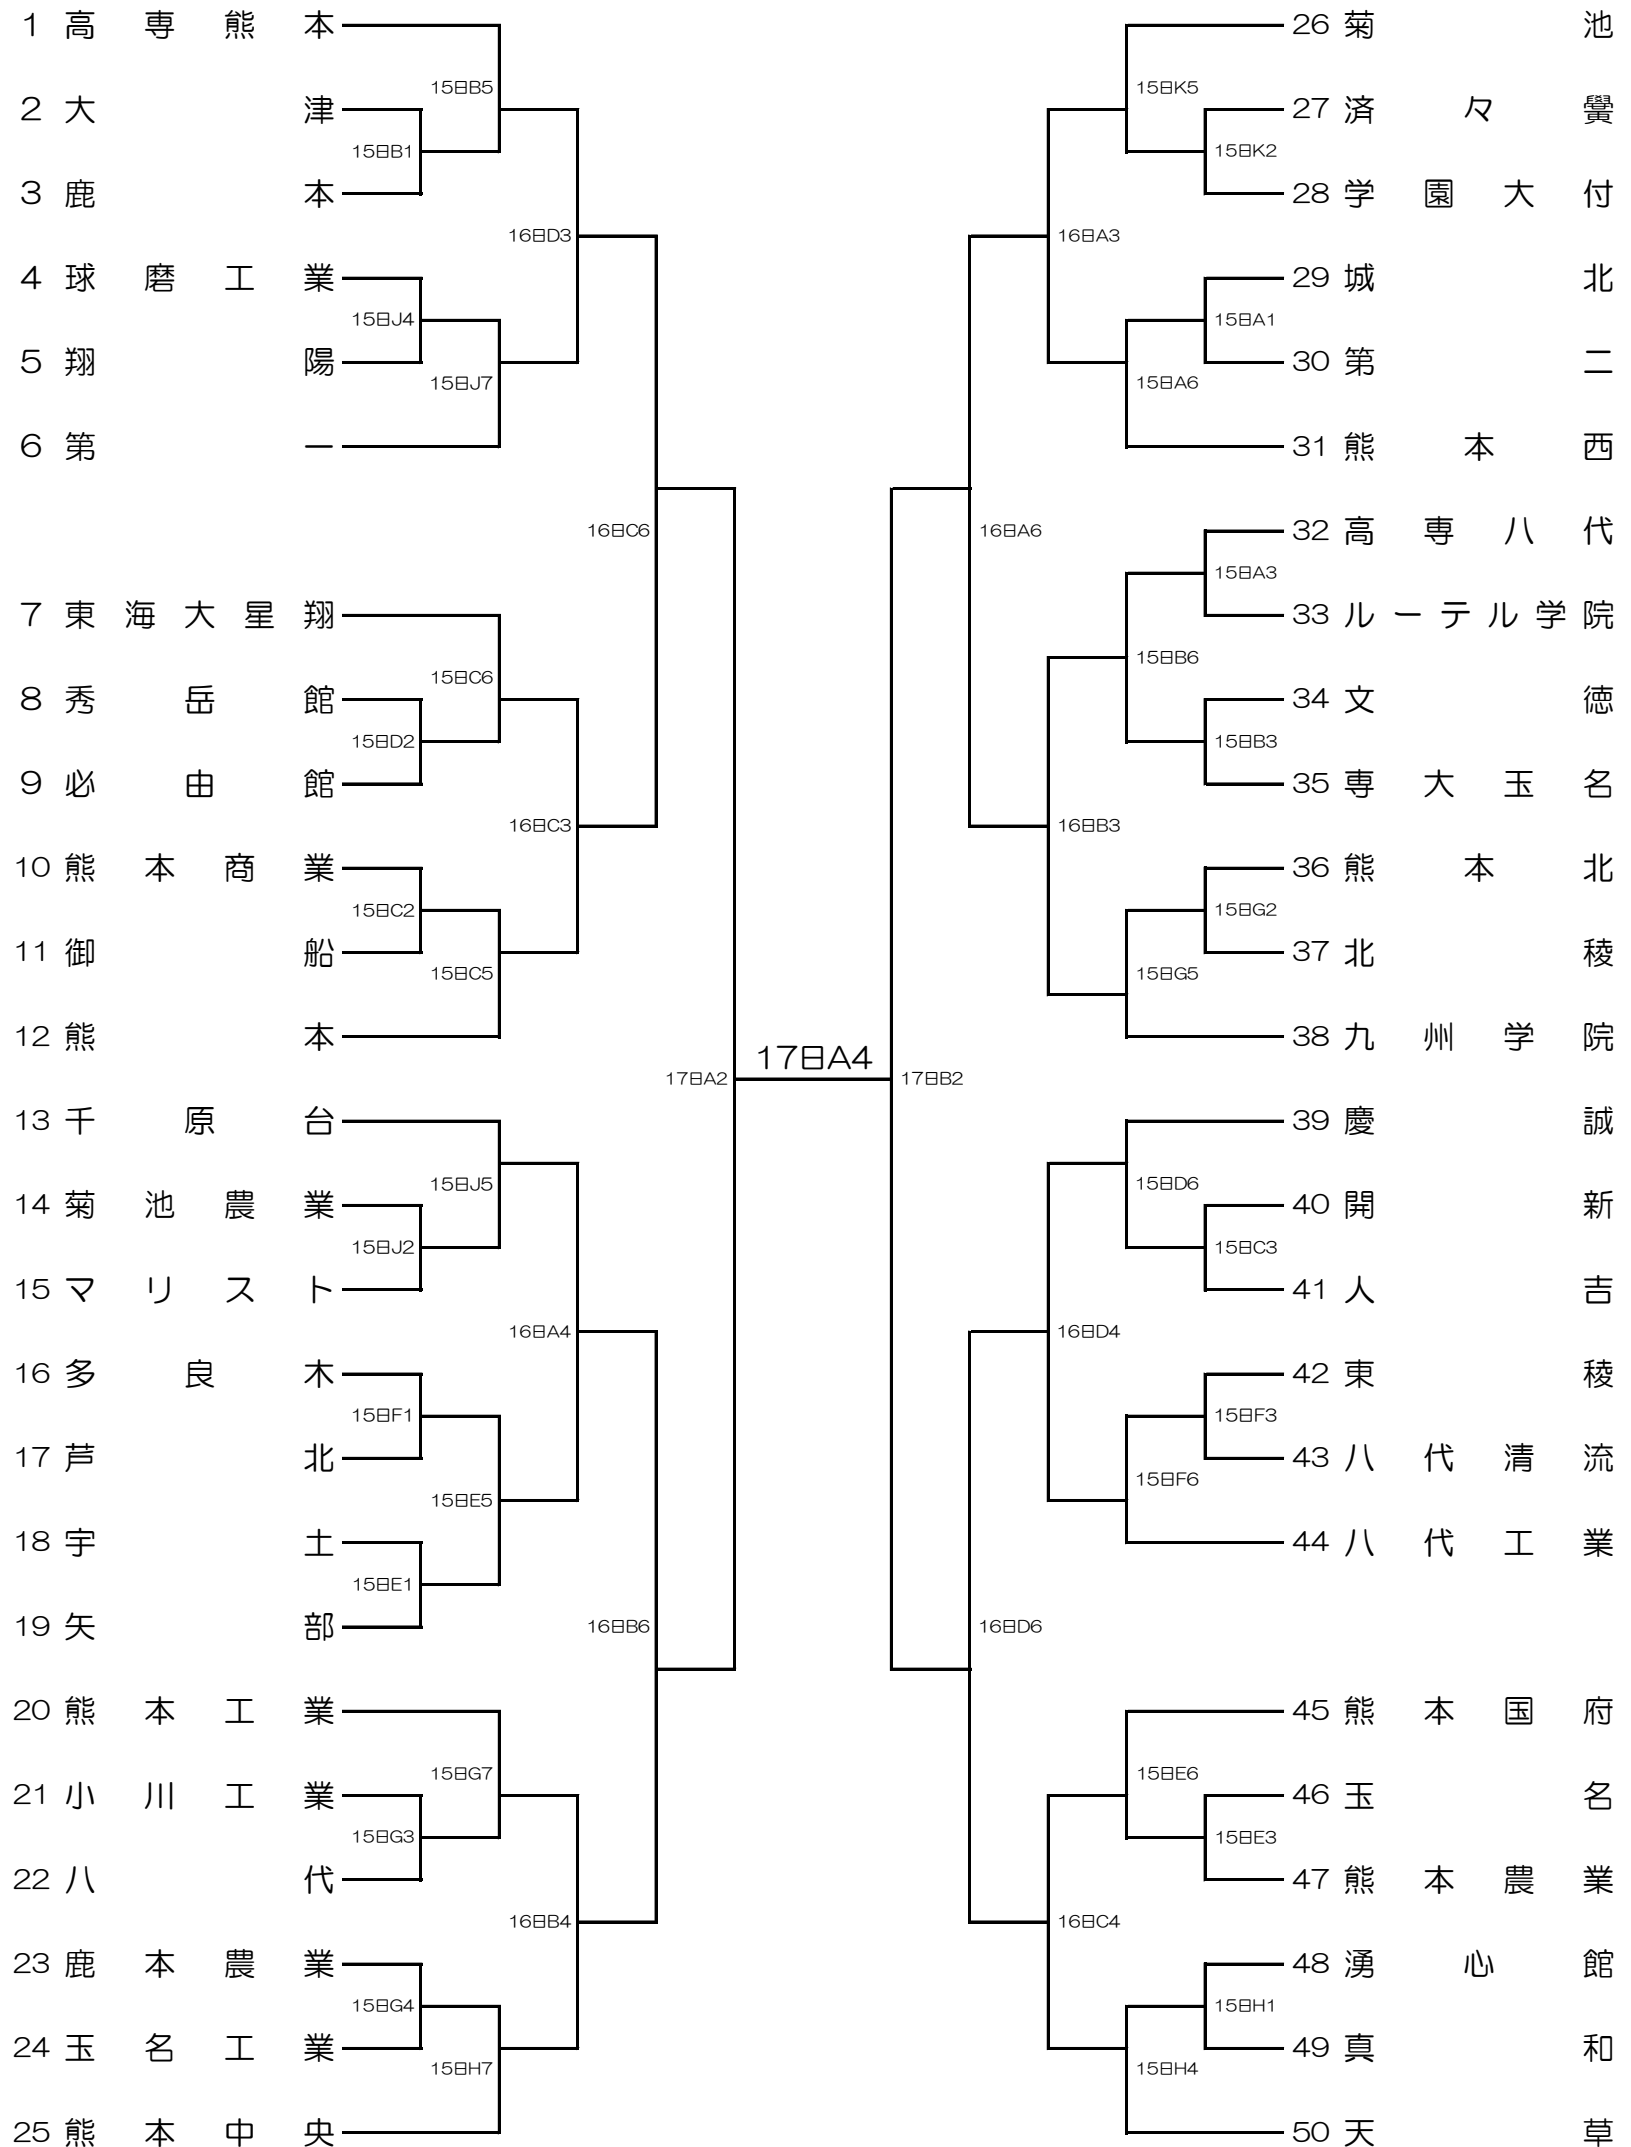 1 高専熊本
15日B5
2 大津
15日B1
3 鹿本
16日D3
4 球磨工業
15日J4
5 翔陽
15日J7
6 第一
16日C6
7 東海大星翔
15日C6
8 秀岳館
15日D2
9 必由館
16日C3
10 熊本商業
15日C2
11 御船
15日C5
12 熊本
17日A2
13 千原台
15日J5
14 菊池農業
15日J2
15 マリスト
16日A4
16 多良木
15日F1
17 芦北
15日E5
18 宇土
15日E1
19 矢部
16日B6
20 熊本工業
15日G7
21 小川工業
15日G3
22 八代
16日B4
23 鹿本農業
15日G4
24 玉名工業
15日H7
25 熊本中央
17日A4
26 菊池
15日K5
27 済々黌
15日K2
28 学園大付
16日A3
29 城北
15日A1
30 第二
15日A6
31 熊本西
16日A6
32 高専八代
15日A3
33 ルーテル学院
15日B6
34 文徳
15日B3
35 専大玉名
16日B3
36 熊本北
15日G2
37 北稜
15日G5
38 九州学院
17日B2
39 慶誠
15日D6
40 開新
15日C3
41 人吉
16日D4
42 東稜
15日F3
43 八代清流
15日F6
44 八代工業
16日D6
45 熊本国府
15日E6
46 玉名
15日E3
47 熊本農業
16日C4
48 湧心館
15日H1
49 真和
15日H4
50 天草